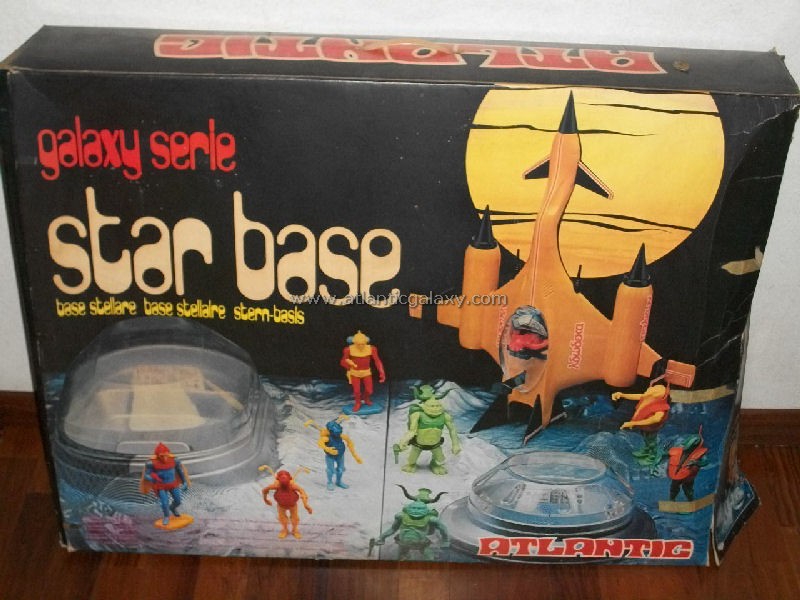 ATLANTIC
galaxy serie
star base
base stellare base stellaire stern-basis
www.atlanticgalaxy.com
ATLANTIC